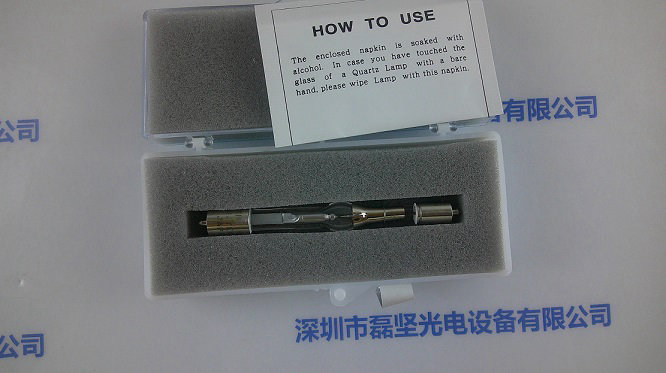 HOW TO USE
The enclosed napkin is soaked with
alcohol. In case you have touched the
glass of a Quartz Lamp with a bare
hand, please wipe Lamp with this napkin.
公司
备有限公司
深圳市磊坚光电设备有限公司
公司